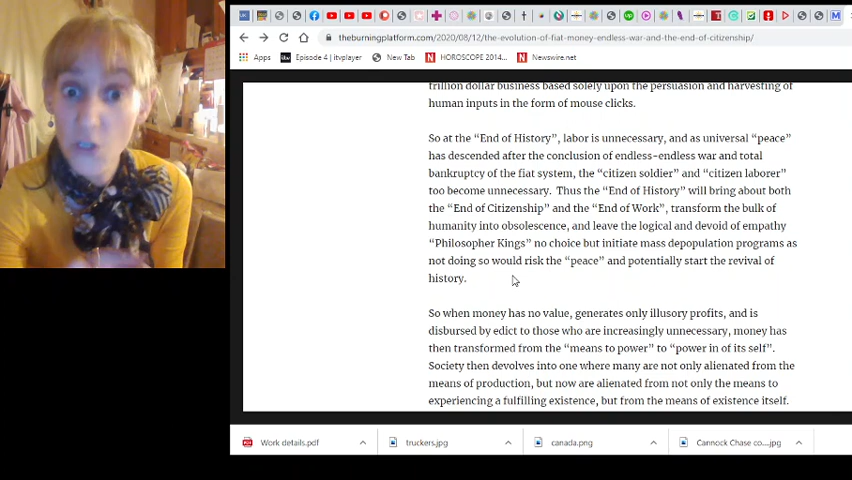 theburningplatform.com/2020/08/12/the-evolution-of-fiat-money-endless-war-and-the-end-of-citizenship/
Apps Episode 4 | itvplayer New Tab HOROSCOPE 2014... Newswire.net
trillion dollar business based solely upon the persuasion and harvesting of
human inputs in the form of mouse clicks.
So at the “End of History”, labor is unnecessary, and as universal “peace”
has descended after the conclusion of endless-endless war and total
bankruptcy of the fiat system, the “citizen soldier” and “citizen laborer”
too become unnecessary. Thus the “End of History” will bring about both
the “End of Citizenship” and the “End of Work”, transform the bulk of
humanity into obsolescence, and leave the logical and devoid of empathy
“Philosopher Kings” no choice but initiate mass depopulation programs as
not doing so would risk the “peace” and potentially start the revival of
history.
So when money has no value, generates only illusory profits, and is
disbursed by edict to those who are increasingly unnecessary, money has
then transformed from the “means to power” to “power in of its self”.
Society then devolves into one where many are not only alienated from the
means of production, but now are alienated from not only the means to
experiencing a fulfilling existence, but from the means of existence itself.
Work details.pdf truckers.jpg canada.png Cannock Chase co....jpg